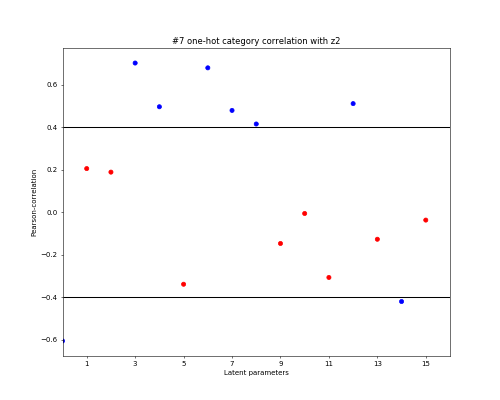 #7 one-hot category correlation with z2
0.6
0.4
0.2
0.0
−0.2
−0.4
−0.6
Pearson-correlation
1 3 5 7 9 11 13 15
Latent parameters